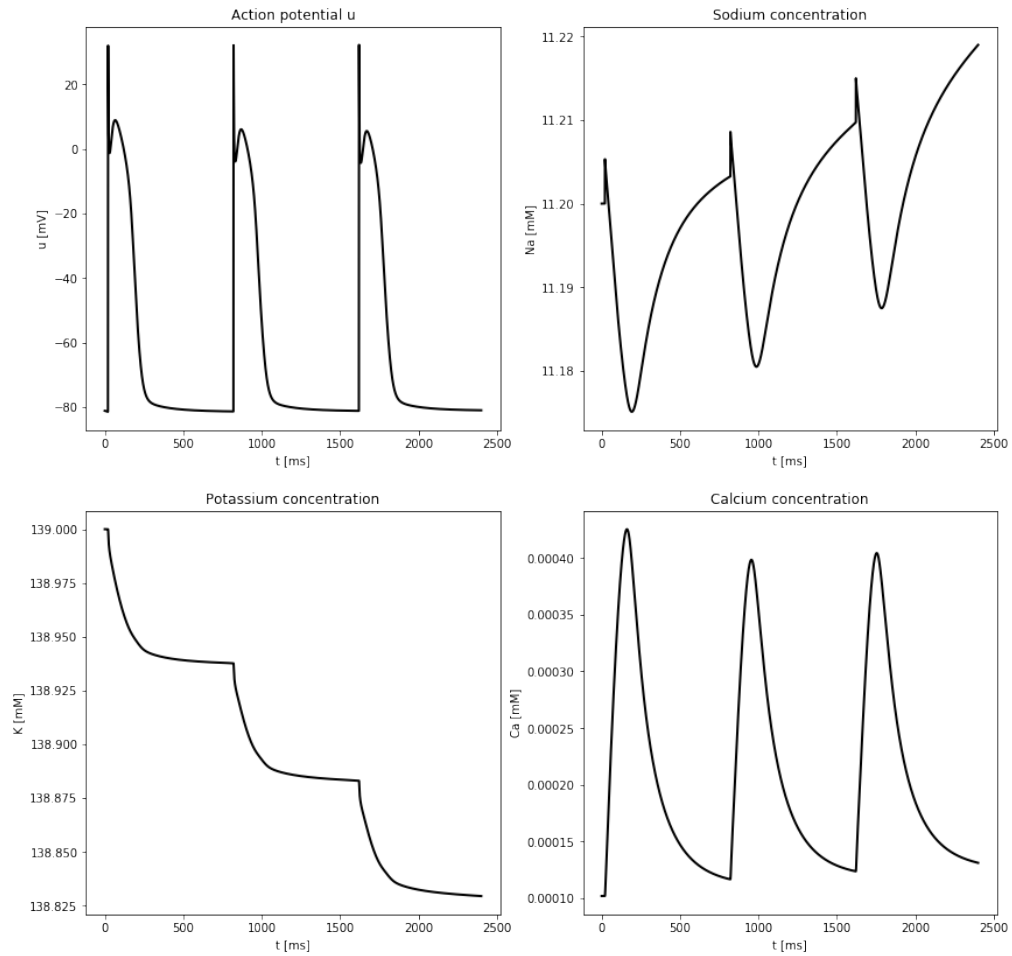 Action potential u
20
0
−20
−40
−60
−80
u [mV]
0 500 1000 1500 2000 2500
t [ms]
Sodium concentration
11.22
11.21
11.20
11.19
11.18
Na [mM]
0 500 1000 1500 2000 2500
t [ms]
Potassium concentration
139.000
138.975
138.950
138.925
138.900
138.875
138.850
138.825
K [mM]
0 500 1000 1500 2000 2500
t [ms]
Calcium concentration
0.00040
0.00035
0.00030
0.00025
0.00020
0.00015
0.00010
Ca [mM]
0 500 1000 1500 2000 2500
t [ms]